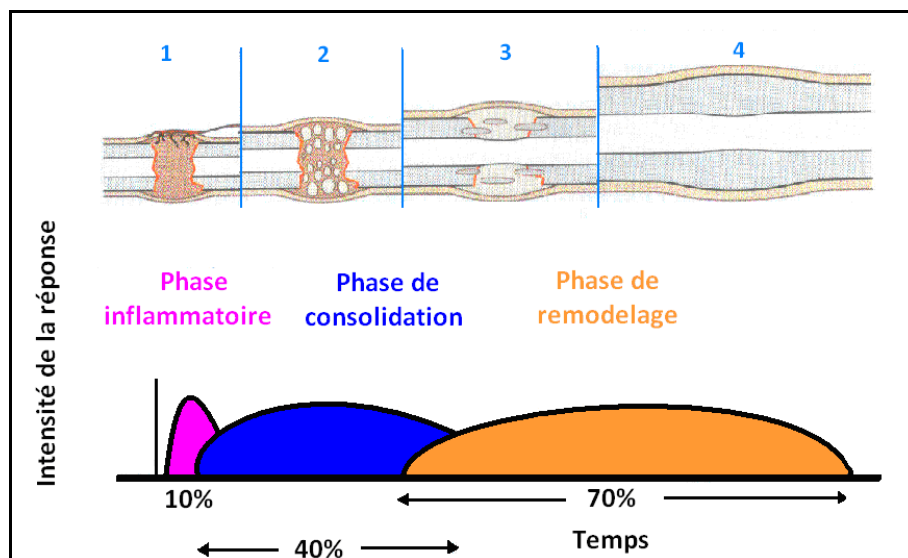 1
2
3
4
Phase
inflammatoire
Phase de
consolidation
Phase de
remodelage
Intensité de la réponse
10%
70%
40%
Temps